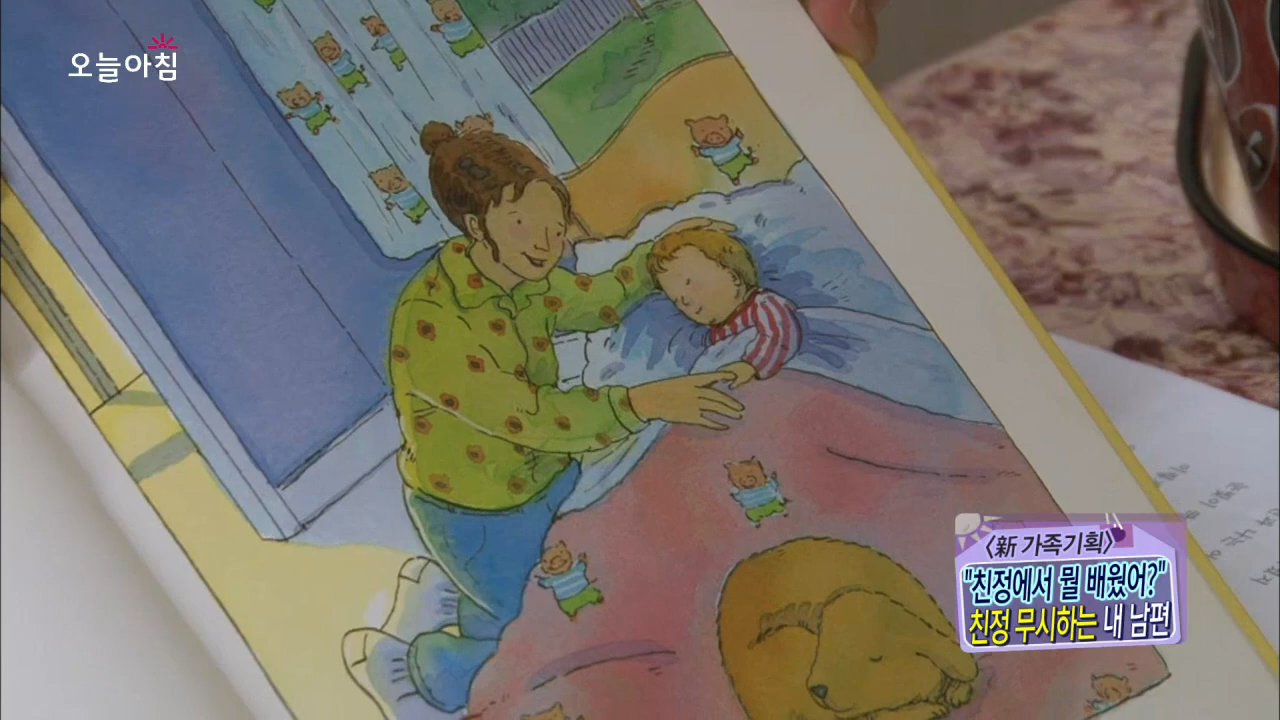 오늘아침
〈新 가족기획〉
"친정에서 뭘 배웠어?"
친정 무시하는 내 남편